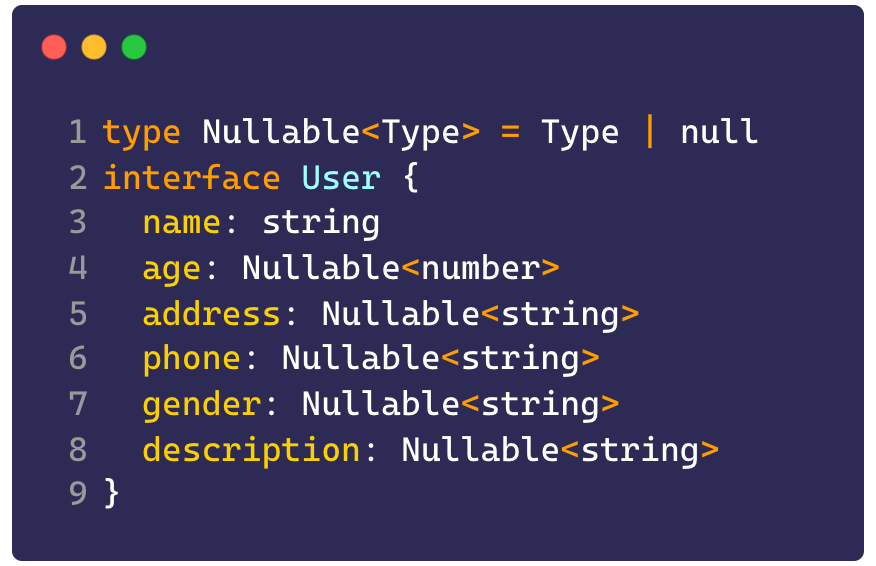 1 type Nullable<Type> = Type | null
2 interface User {
3   name: string
4   age: Nullable<number>
5   address: Nullable<string>
6   phone: Nullable<string>
7   gender: Nullable<string>
8   description: Nullable<string>
9 }